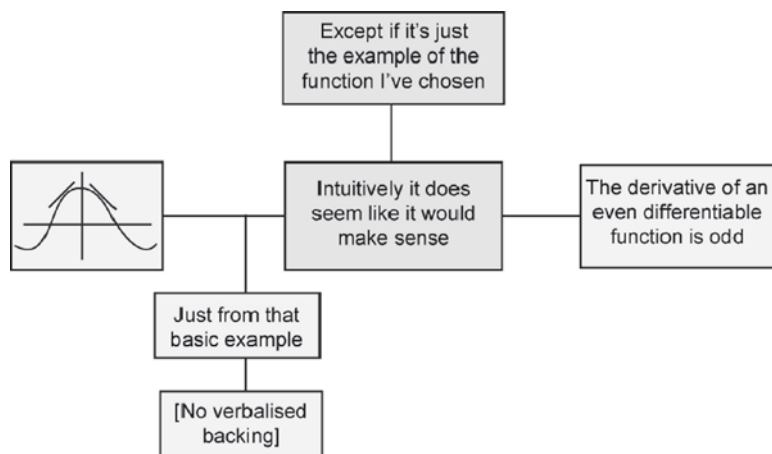 Except if it's just
the example of the
function I've chosen
Intuitively it does
seem like it would
make sense
The derivative of an
even differentiable
function is odd
Just from that
basic example
[No verbalised
backing]